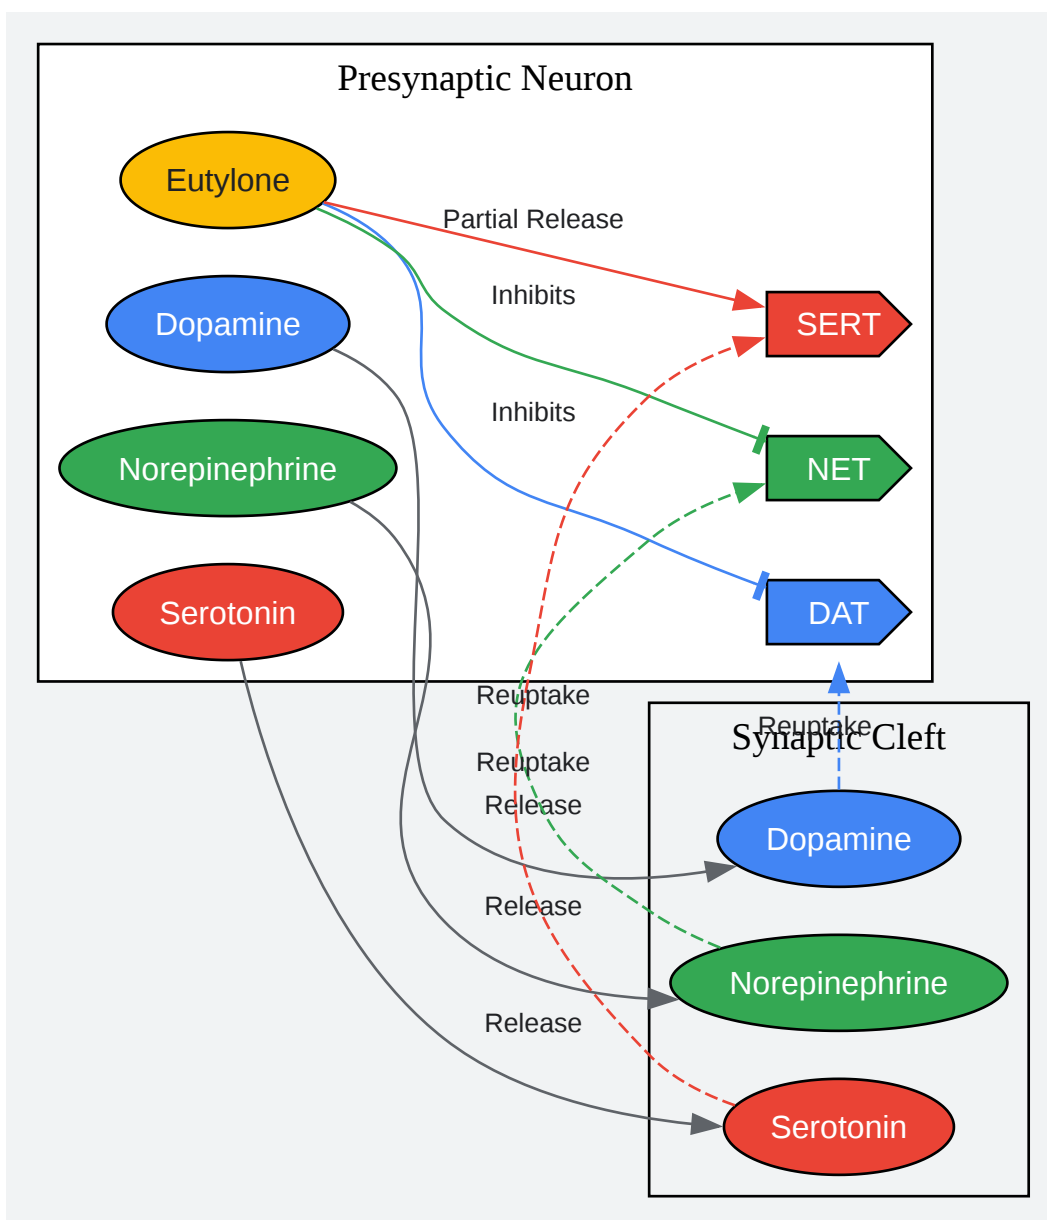 Presynaptic Neuron
Eutylone
Partial Release
Inhibits
SERT
Dopamine
Inhibits
NET
Norepinephrine
DAT
Serotonin
Reuptake
Reuptake
Synaptic Cleft
Reuptake
Release
Dopamine
Release
Norepinephrine
Release
Serotonin